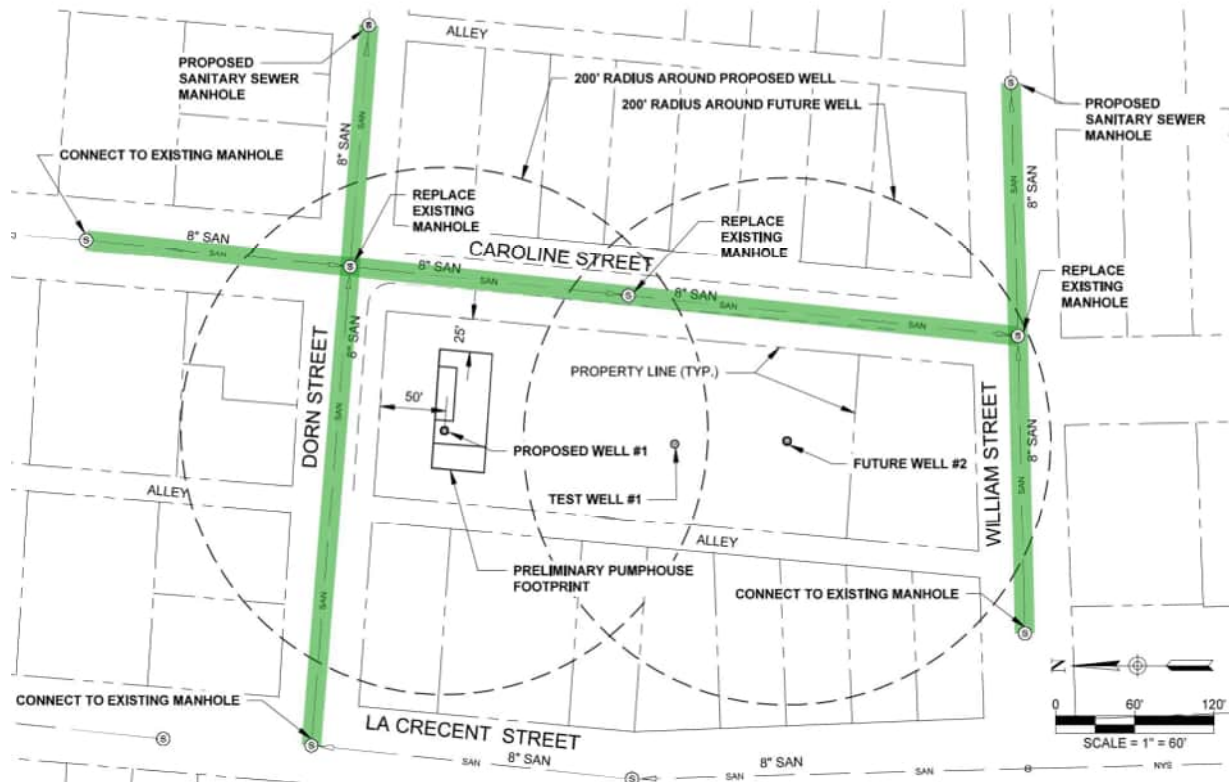 ALLEY
PROPOSED
SANITARY SEWER
MANHOLE
200' RADIUS AROUND PROPOSED WELL
200' RADIUS AROUND FUTURE WELL
PROPOSED
SANITARY SEWER
MANHOLE
SAN
8" SAN
CONNECT TO EXISTING MANHOLE
REPLACE
EXISTING
MANHOLE
REPLACE
EXISTING
MANHOLE
SAN
8" SAN
S
S
S
8" SAN
SAN
CAROLINE STREET
8" SAN
SAN
8" SAN
SAN
SAN
REPLACE
EXISTING
MANHOLE
S
S
S
S
8" SAN
25'
PROPERTY LINE (TYP.)
50'
DORN STREET
SAN
PROPOSED WELL #1
FUTURE WELL #2
TEST WELL #1
WILLIAM STREET
8" SAN
SAN
ALLEY
ALLEY
PRELIMINARY PUMPHOUSE
FOOTPRINT
SAN
CONNECT TO EXISTING MANHOLE
S
N
CONNECT TO EXISTING MANHOLE
LA CRECENT STREET
0 60' 120'
SCALE = 1" = 60'
S
S
8" SAN
SAN
S
8" SAN
SAN
SAN
SAN